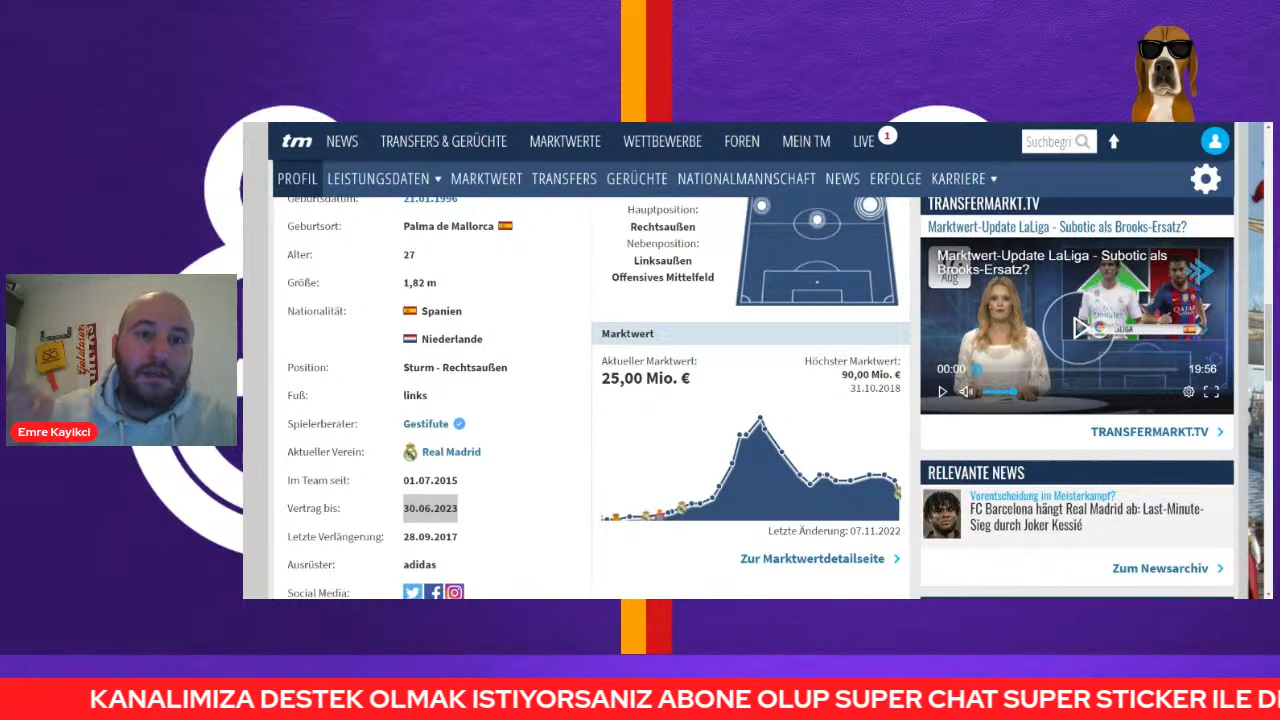 tm NEWS TRANSFERS & GERÜCHTE MARKTWERTE WETTBEWERBE FOREN MEIN TM LIVE 1 Suchbegri
PROFIL LEISTUNGSDATEN MARKTWERT TRANSFERS GERÜCHTE NATIONALMANNSCHAFT NEWS ERFOLGE KARRIERE
Geburtsdatum: 21.01.1996
Geburtsort: Palma de Mallorca
Alter: 27
Größe: 1,82 m
Nationalität: Spanien
Niederlande
Position: Sturm - Rechtsaußen
Fuß: links
Spielerberater: Gestifute
Aktueller Verein: Real Madrid
Im Team seit: 01.07.2015
Vertrag bis: 30.06.2023
Letzte Verlängerung: 28.09.2017
Ausrüster: adidas
Social Media:
Hauptposition:
Rechtsaußen
Nebenposition:
Linksaußen
Offensives Mittelfeld
Marktwert
Aktueller Marktwert:
25,00 Mio. €
Höchster Marktwert:
90,00 Mio. €
31.10.2018
Letzte Änderung: 07.11.2022
Zur Marktwertdetailseite
TRANSFERMARKT.TV
Marktwert-Update LaLiga - Subotic als Brooks-Ersatz?
Marktwert-Update LaLiga - Subotic als
Brooks-Ersatz?
Aug
00:00 19:56
TRANSFERMARKT.TV
RELEVANTE NEWS
Vorentscheidung im Meisterkampf?
FC Barcelona hängt Real Madrid ab: Last-Minute-
Sieg durch Joker Kessié
Zum Newsarchiv
Galatasaray
Emre Kayikci
KANALIMIZA DESTEK OLMAK ISTIYORSANIZ ABONE OLUP SUPER CHAT SUPER STICKER ILE